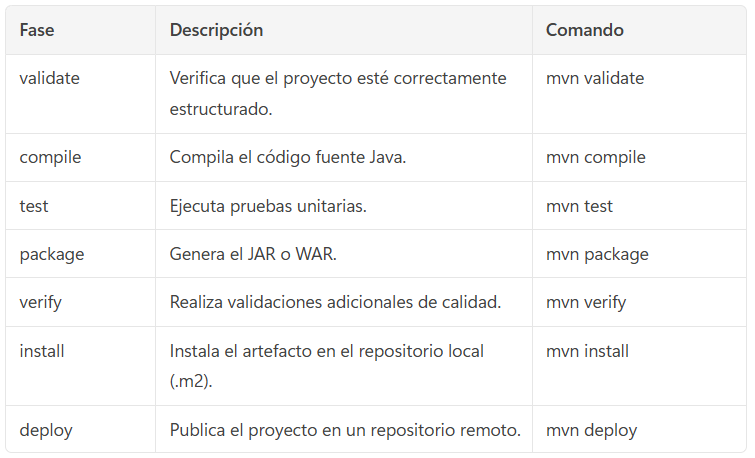 Fase Descripción Comando
validate Verifica que el proyecto esté correctamente mvn validate
estructurado.
compile Compila el código fuente Java. mvn compile
test Ejecuta pruebas unitarias. mvn test
package Genera el JAR o WAR. mvn package
verify Realiza validaciones adicionales de calidad. mvn verify
install Instala el artefacto en el repositorio local mvn install
(.m2).
deploy Publica el proyecto en un repositorio remoto. mvn deploy